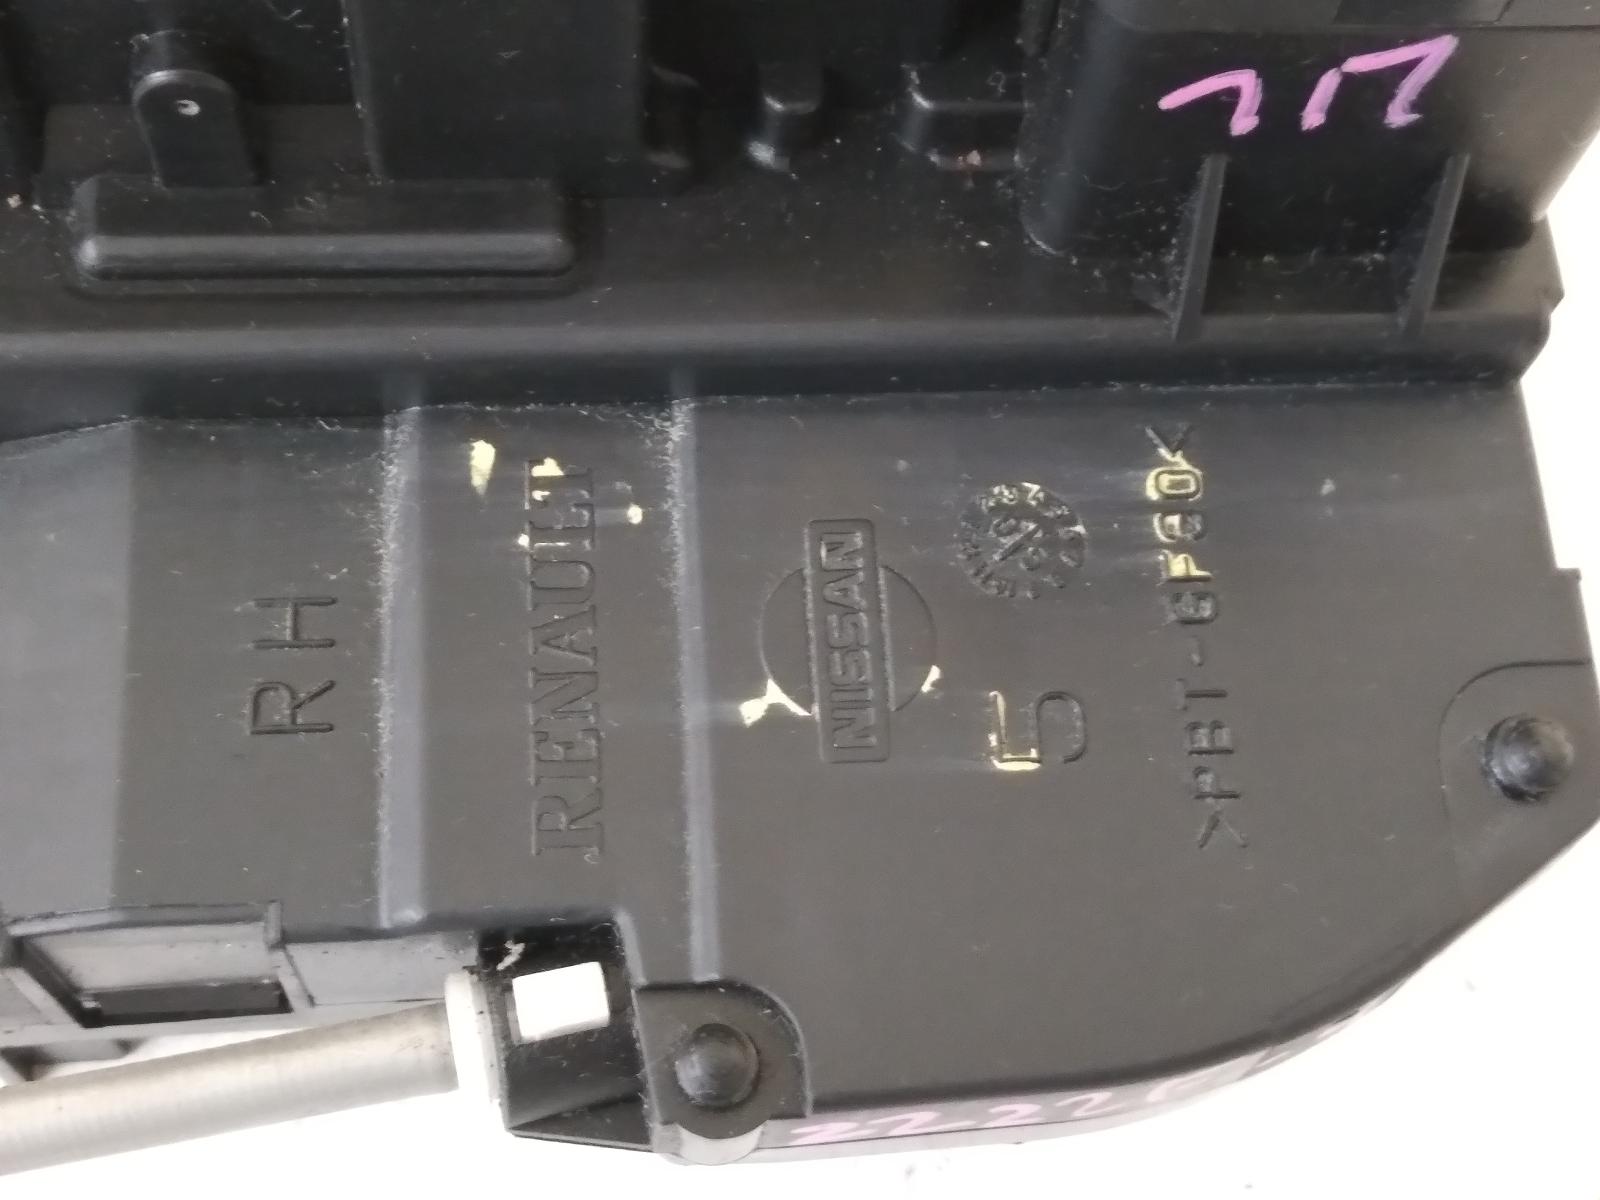 RH
RENAULT
NISSAN
5
>PBT-GF30<